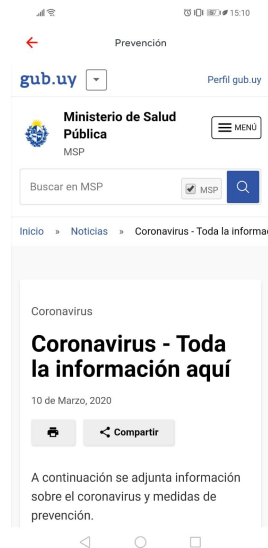 15:10
Prevención
gub.uy
Perfil gub.uy
Ministerio de Salud
Pública
MSP
MENÚ
Buscar en MSP
MSP
Inicio » Noticias » Coronavirus - Toda la informa
Coronavirus
Coronavirus - Toda
la información aquí
10 de Marzo, 2020
Compartir
A continuación se adjunta información
sobre el coronavirus y medidas de
prevención.